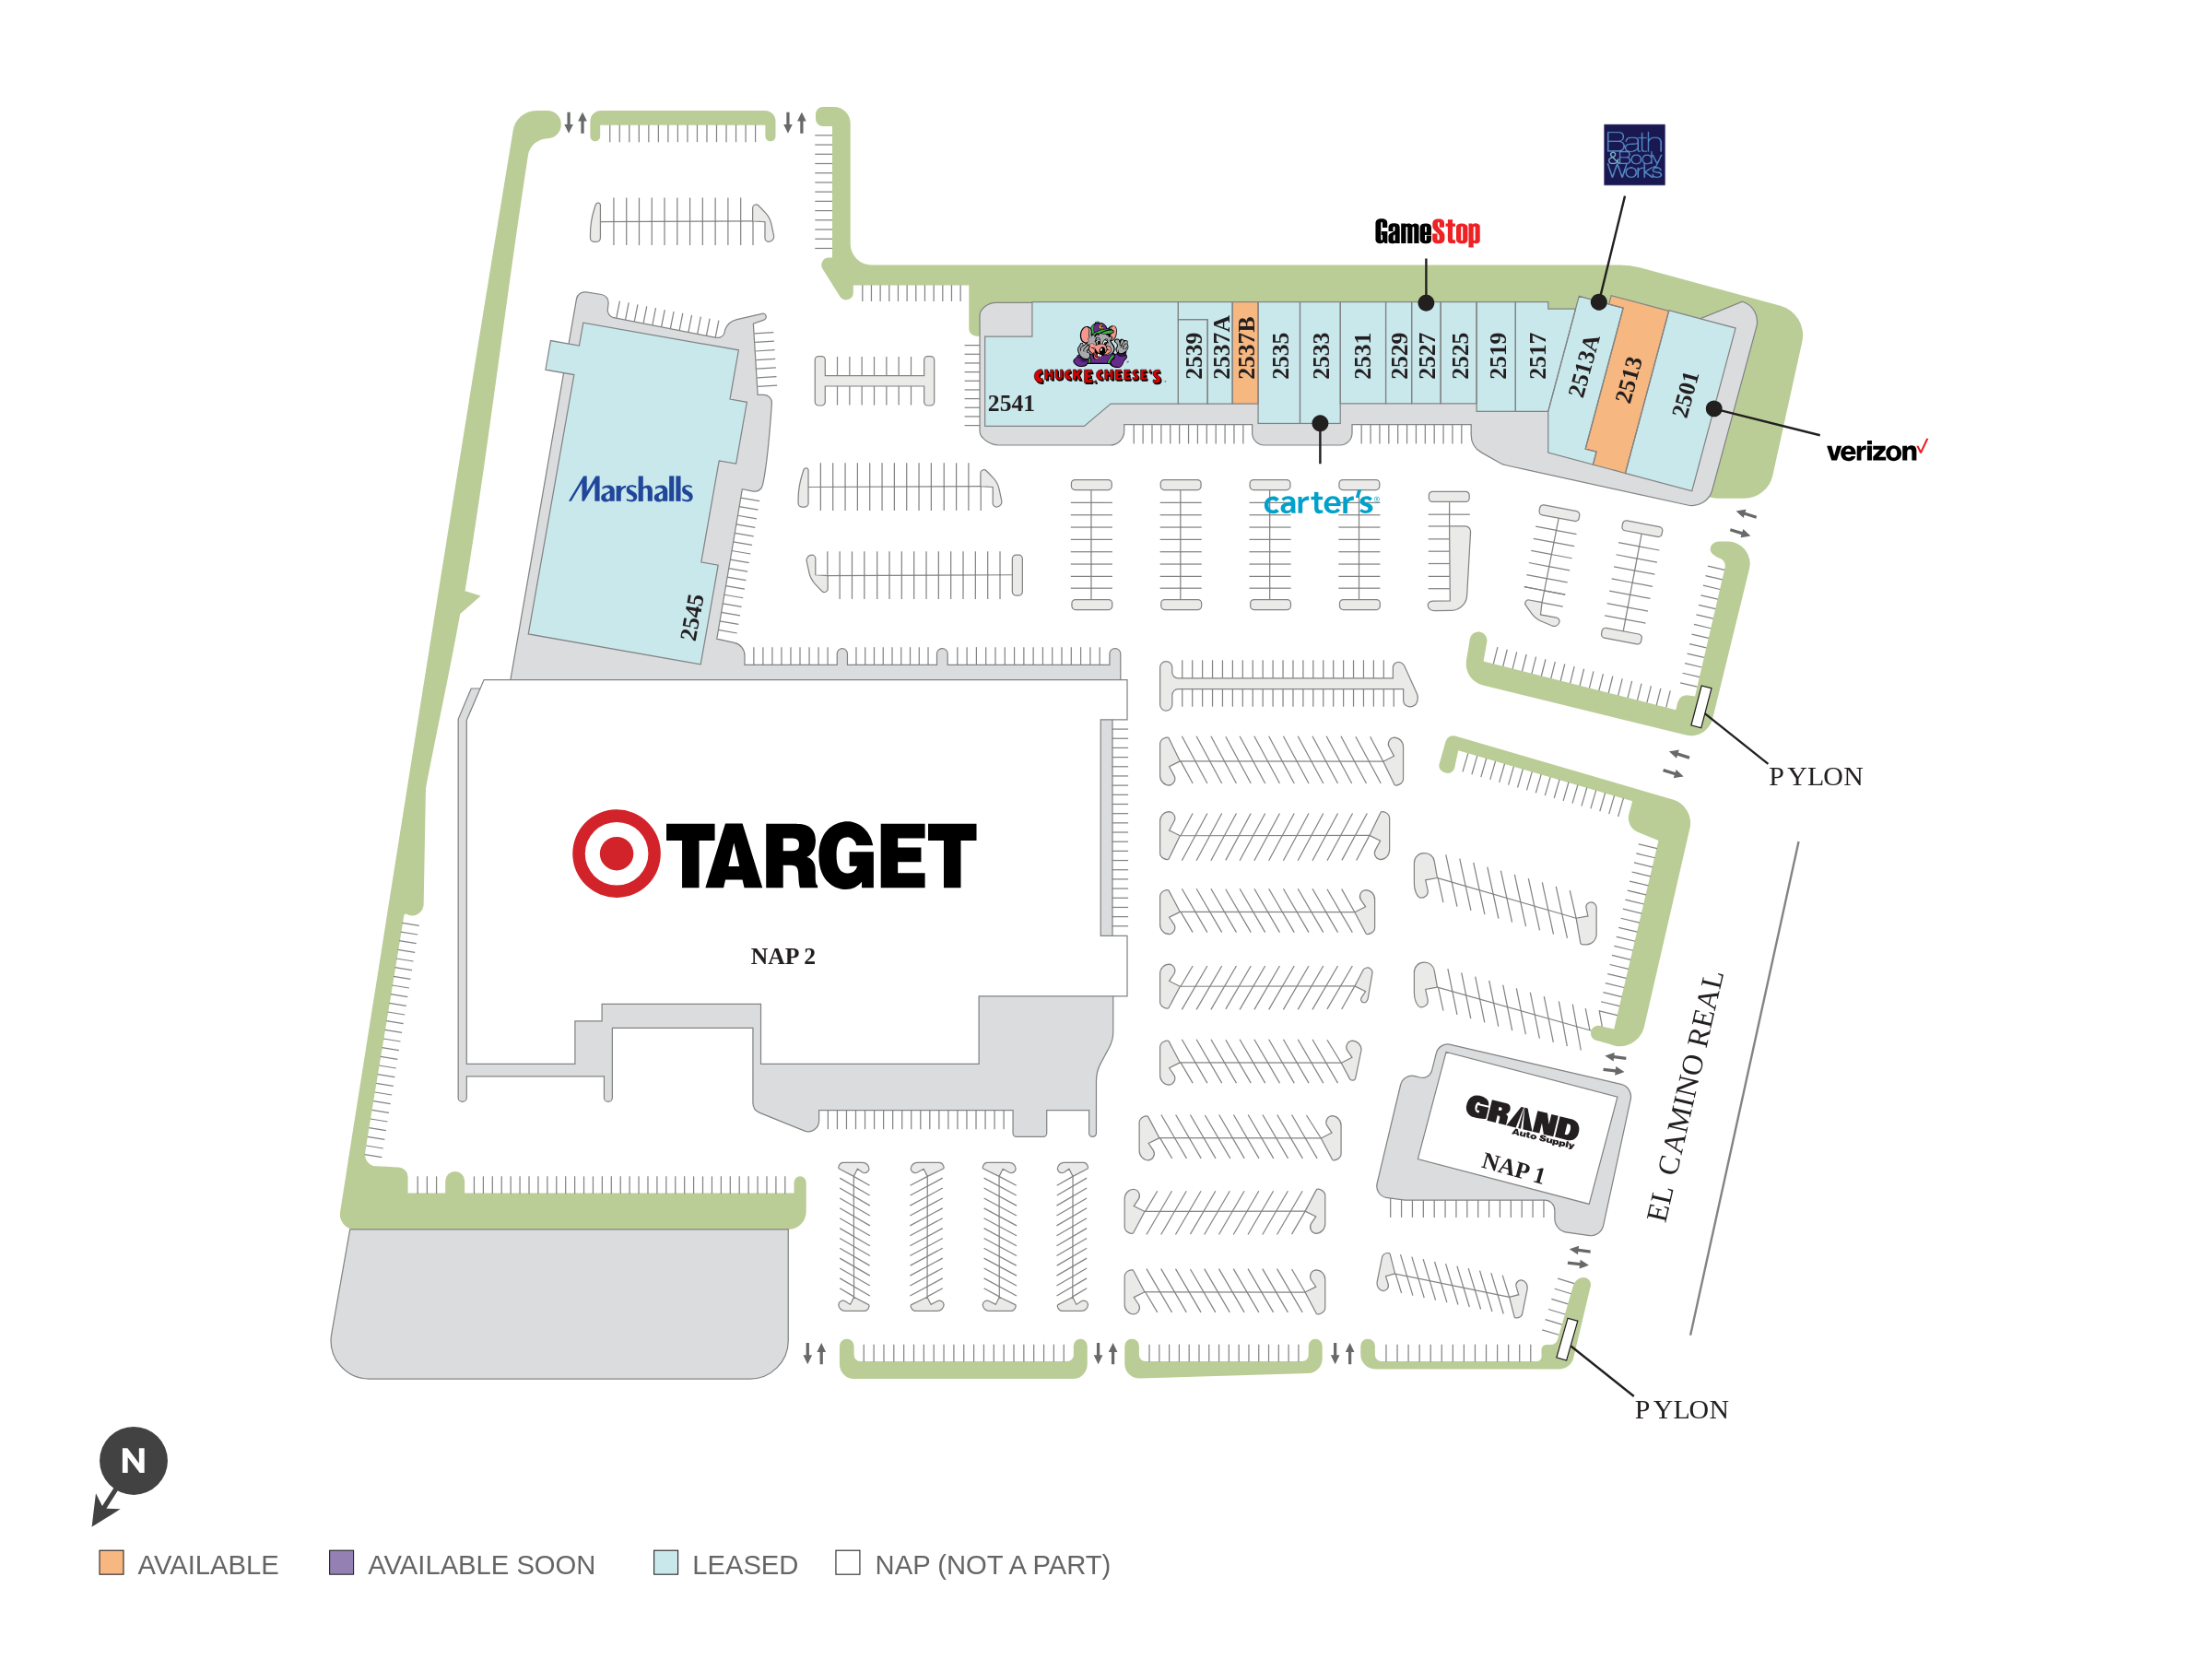 Bath
&Body
Works
GameStop
verizon
CHUCK E. CHEESE'S
2541
2539
2537A
2537B
2535
2533
2531
2529
2527
2525
2519
2517
2513A
2513
2501
carter's®
Marshalls
2545
PYLON
TARGET
NAP 2
EL CAMINO REAL
GRAND
Auto Supply
NAP 1
PYLON
N
AVAILABLE
AVAILABLE SOON
LEASED
NAP (NOT A PART)